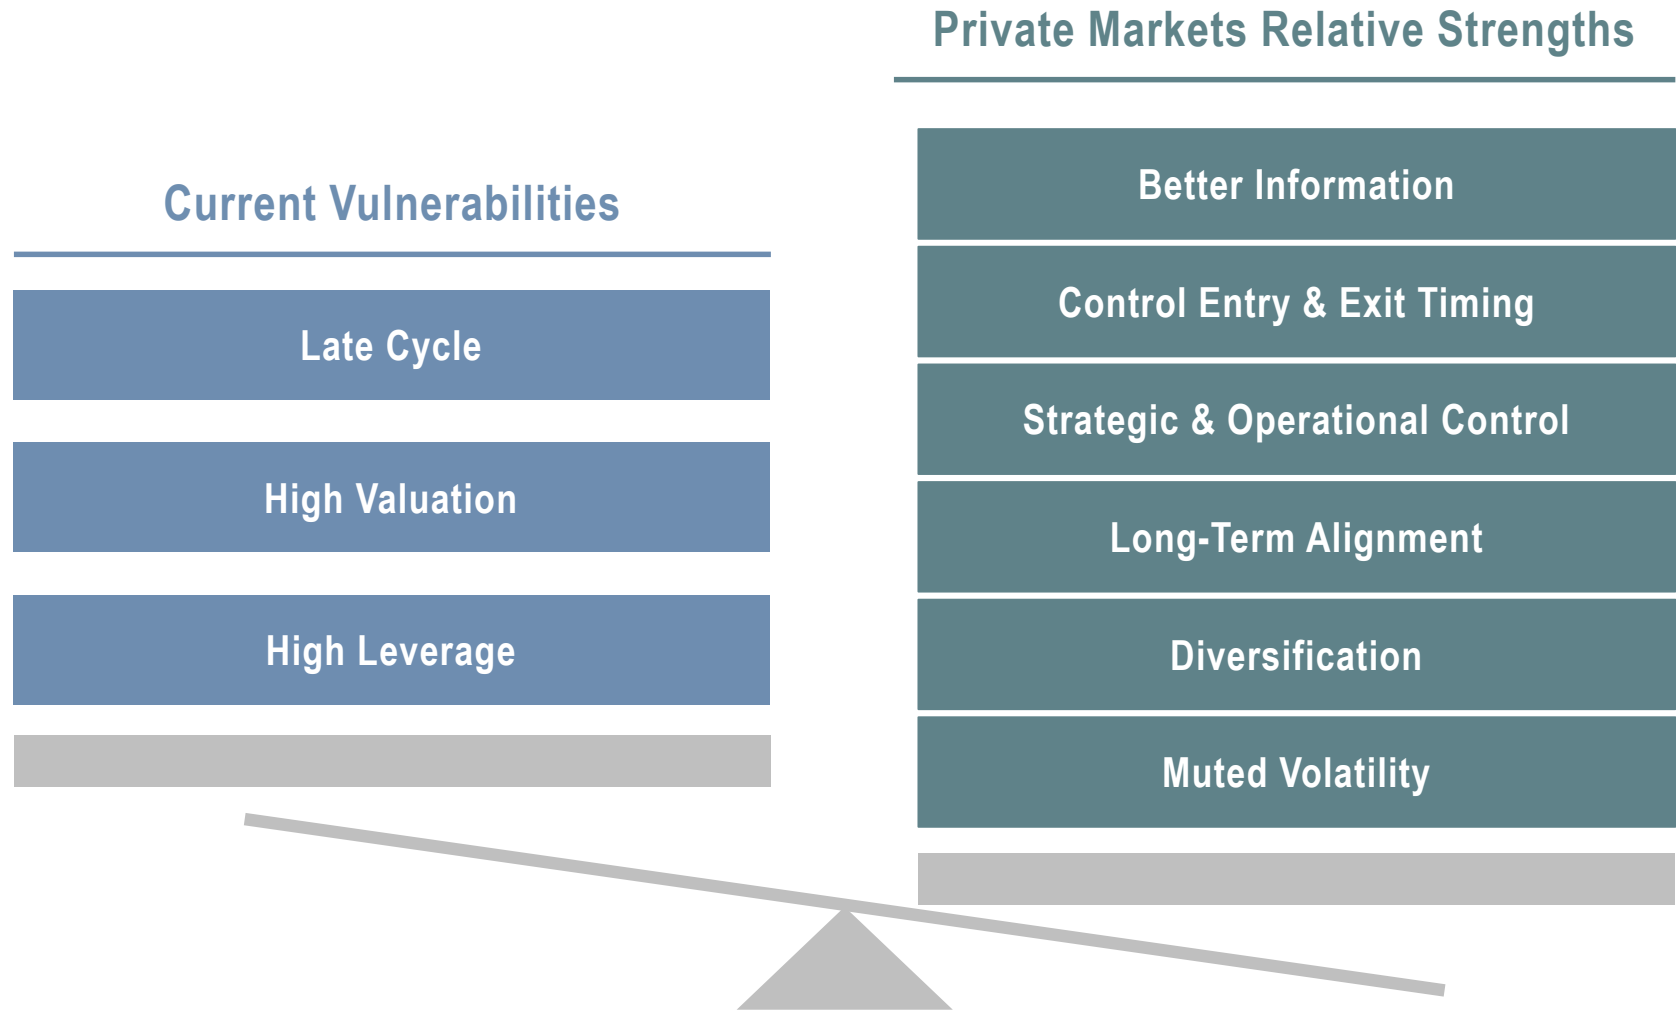 Private Markets Relative Strengths
Current Vulnerabilities
Late Cycle
High Valuation
High Leverage
Better Information
Control Entry & Exit Timing
Strategic & Operational Control
Long-Term Alignment
Diversification
Muted Volatility